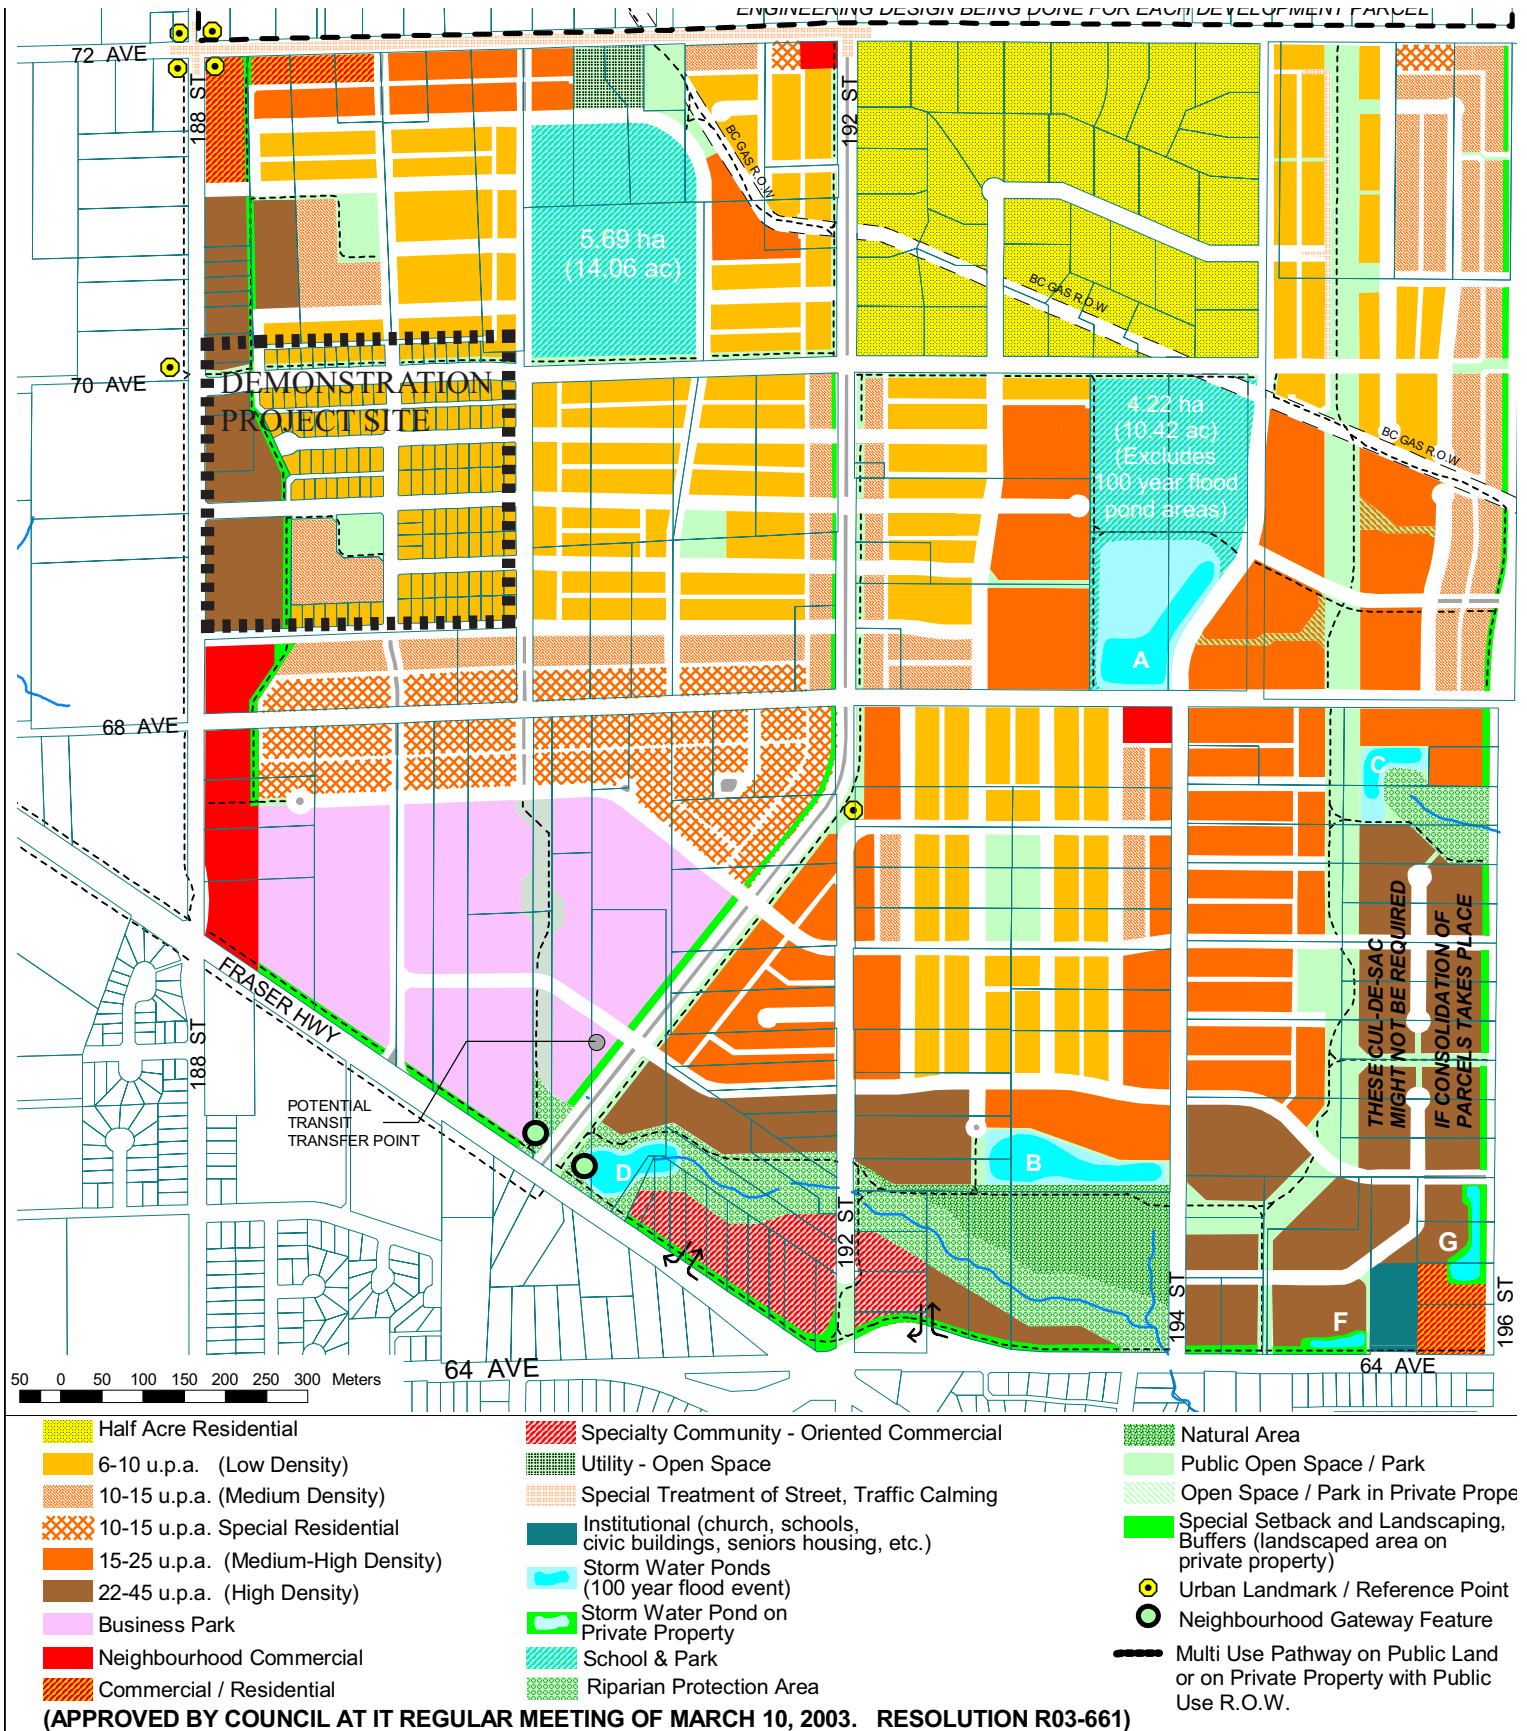 ENGINEERING DESIGN BEING DONE FOR EACH DEVELOPMENT PARCEL
72 AVE
188 ST
192 ST
BC GAS R.O.W
5.69 ha
(14.06 ac)
BC GAS R.O.W
70 AVE
DEMONSTRATION
PROJECT SITE
4.22 ha
(10.42 ac)
(Excludes
100 year flood
pond areas)
BC GAS R.O.W
A
68 AVE
C
THESE CUL-DE-SAC
MIGHT NOT BE REQUIRED
IF CONSOLIDATION OF
PARCELS TAKES PLACE
FRASER HWY
188 ST
POTENTIAL
TRANSIT
TRANSFER POINT
D
B
192 ST
G
194 ST
196 ST
F
64 AVE
64 AVE
50 0 50 100 150 200 250 300 Meters
Half Acre Residential
6-10 u.p.a. (Low Density)
10-15 u.p.a. (Medium Density)
10-15 u.p.a. Special Residential
15-25 u.p.a. (Medium-High Density)
22-45 u.p.a. (High Density)
Business Park
Neighbourhood Commercial
Commercial / Residential
Specialty Community - Oriented Commercial
Utility - Open Space
Special Treatment of Street, Traffic Calming
Institutional (church, schools,
civic buildings, seniors housing, etc.)
Storm Water Ponds
(100 year flood event)
Storm Water Pond on
Private Property
School & Park
Riparian Protection Area
Natural Area
Public Open Space / Park
Open Space / Park in Private Prope
Special Setback and Landscaping,
Buffers (landscaped area on
private property)
Urban Landmark / Reference Point
Neighbourhood Gateway Feature
Multi Use Pathway on Public Land
or on Private Property with Public
Use R.O.W.
(APPROVED BY COUNCIL AT IT REGULAR MEETING OF MARCH 10, 2003. RESOLUTION R03-661)